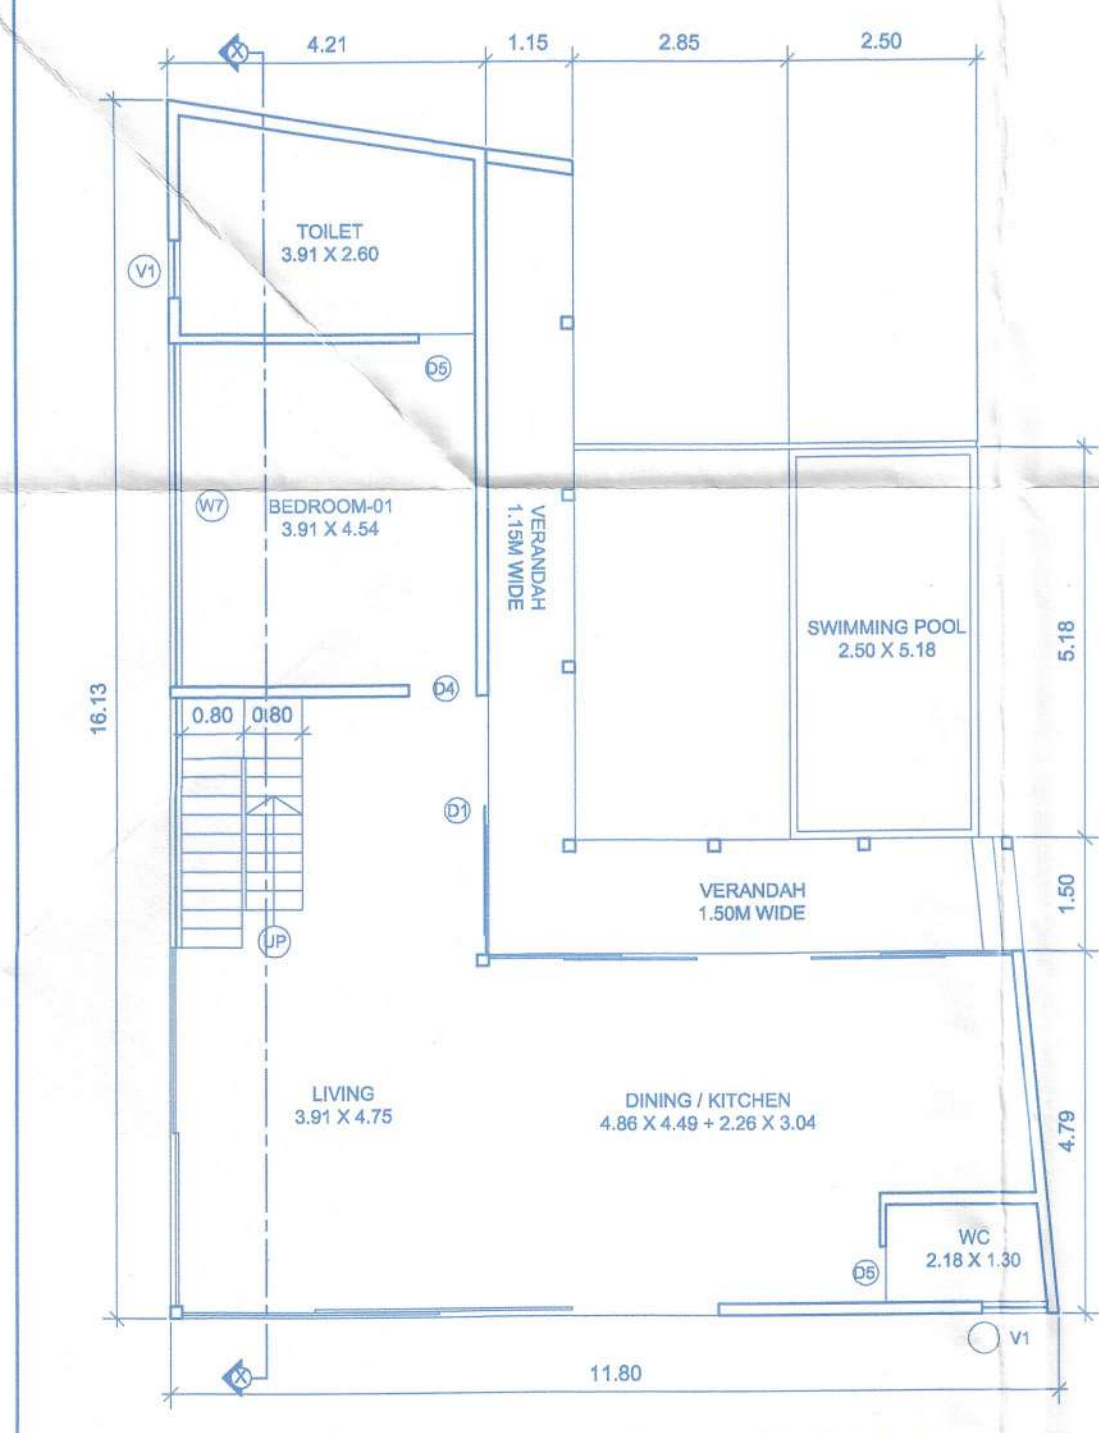 X
4.21
1.15
2.85
2.50
TOILET
3.91 X 2.60
V1
D5
W7
BEDROOM-01
3.91 X 4.54
VERANDAH
1.15M WIDE
SWIMMING POOL
2.50 X 5.18
5.18
16.13
D4
0.80
0.80
D1
VERANDAH
1.50M WIDE
1.50
UP
LIVING
3.91 X 4.75
DINING / KITCHEN
4.86 X 4.49 + 2.26 X 3.04
4.79
WC
2.18 X 1.30
D5
V1
X
11.80